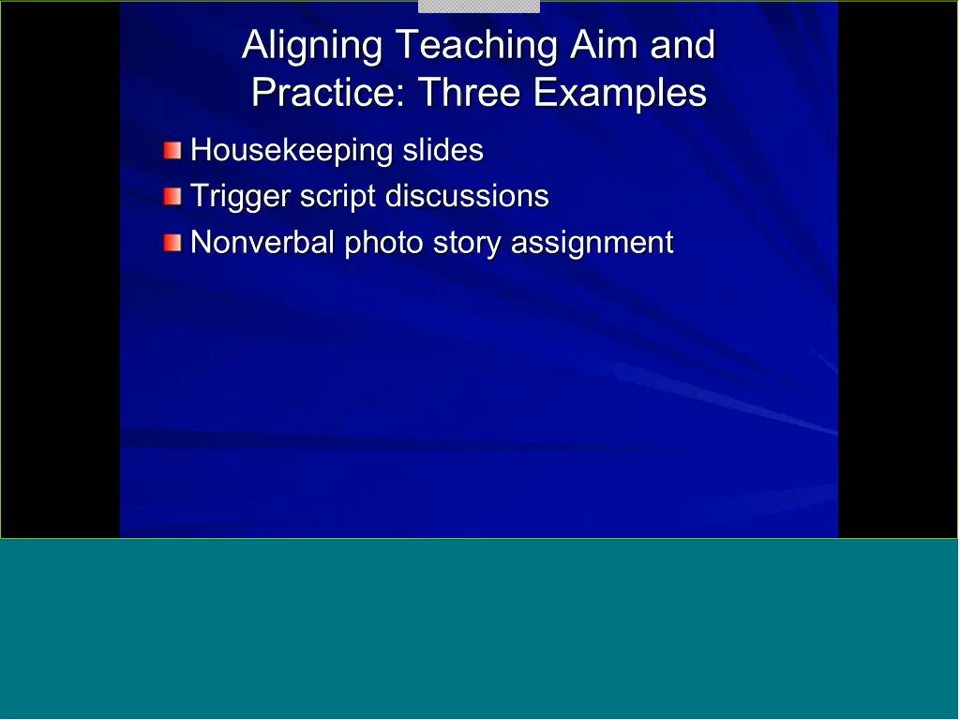 Aligning Teaching Aim and
Practice: Three Examples
Housekeeping slides
Trigger script discussions
Nonverbal photo story assignment